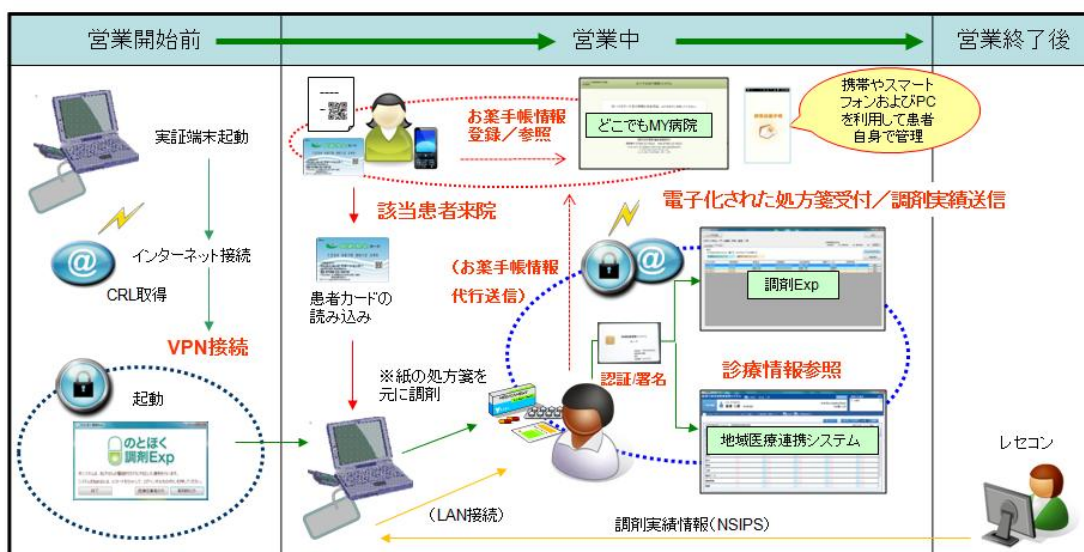 営業開始前
営業中
営業終了後
実証端末起動
インターネット接続
CRL取得
VPN接続
起動
のとほく
調剤Exp
お薬手帳情報
登録／参照
どこでもMY病院
携帯やスマート
フォンおよびPC
を利用して患者
自身で管理
該当患者来院
患者カードの
読み込み
※紙の処方箋を
元に調剤
（お薬手帳情報
代行送信）
電子化された処方箋受付／調剤実績送信
調剤Exp
認証/署名
診療情報参照
地域医療連携システム
（LAN接続）
調剤実績情報（NSIPS）
レセコン